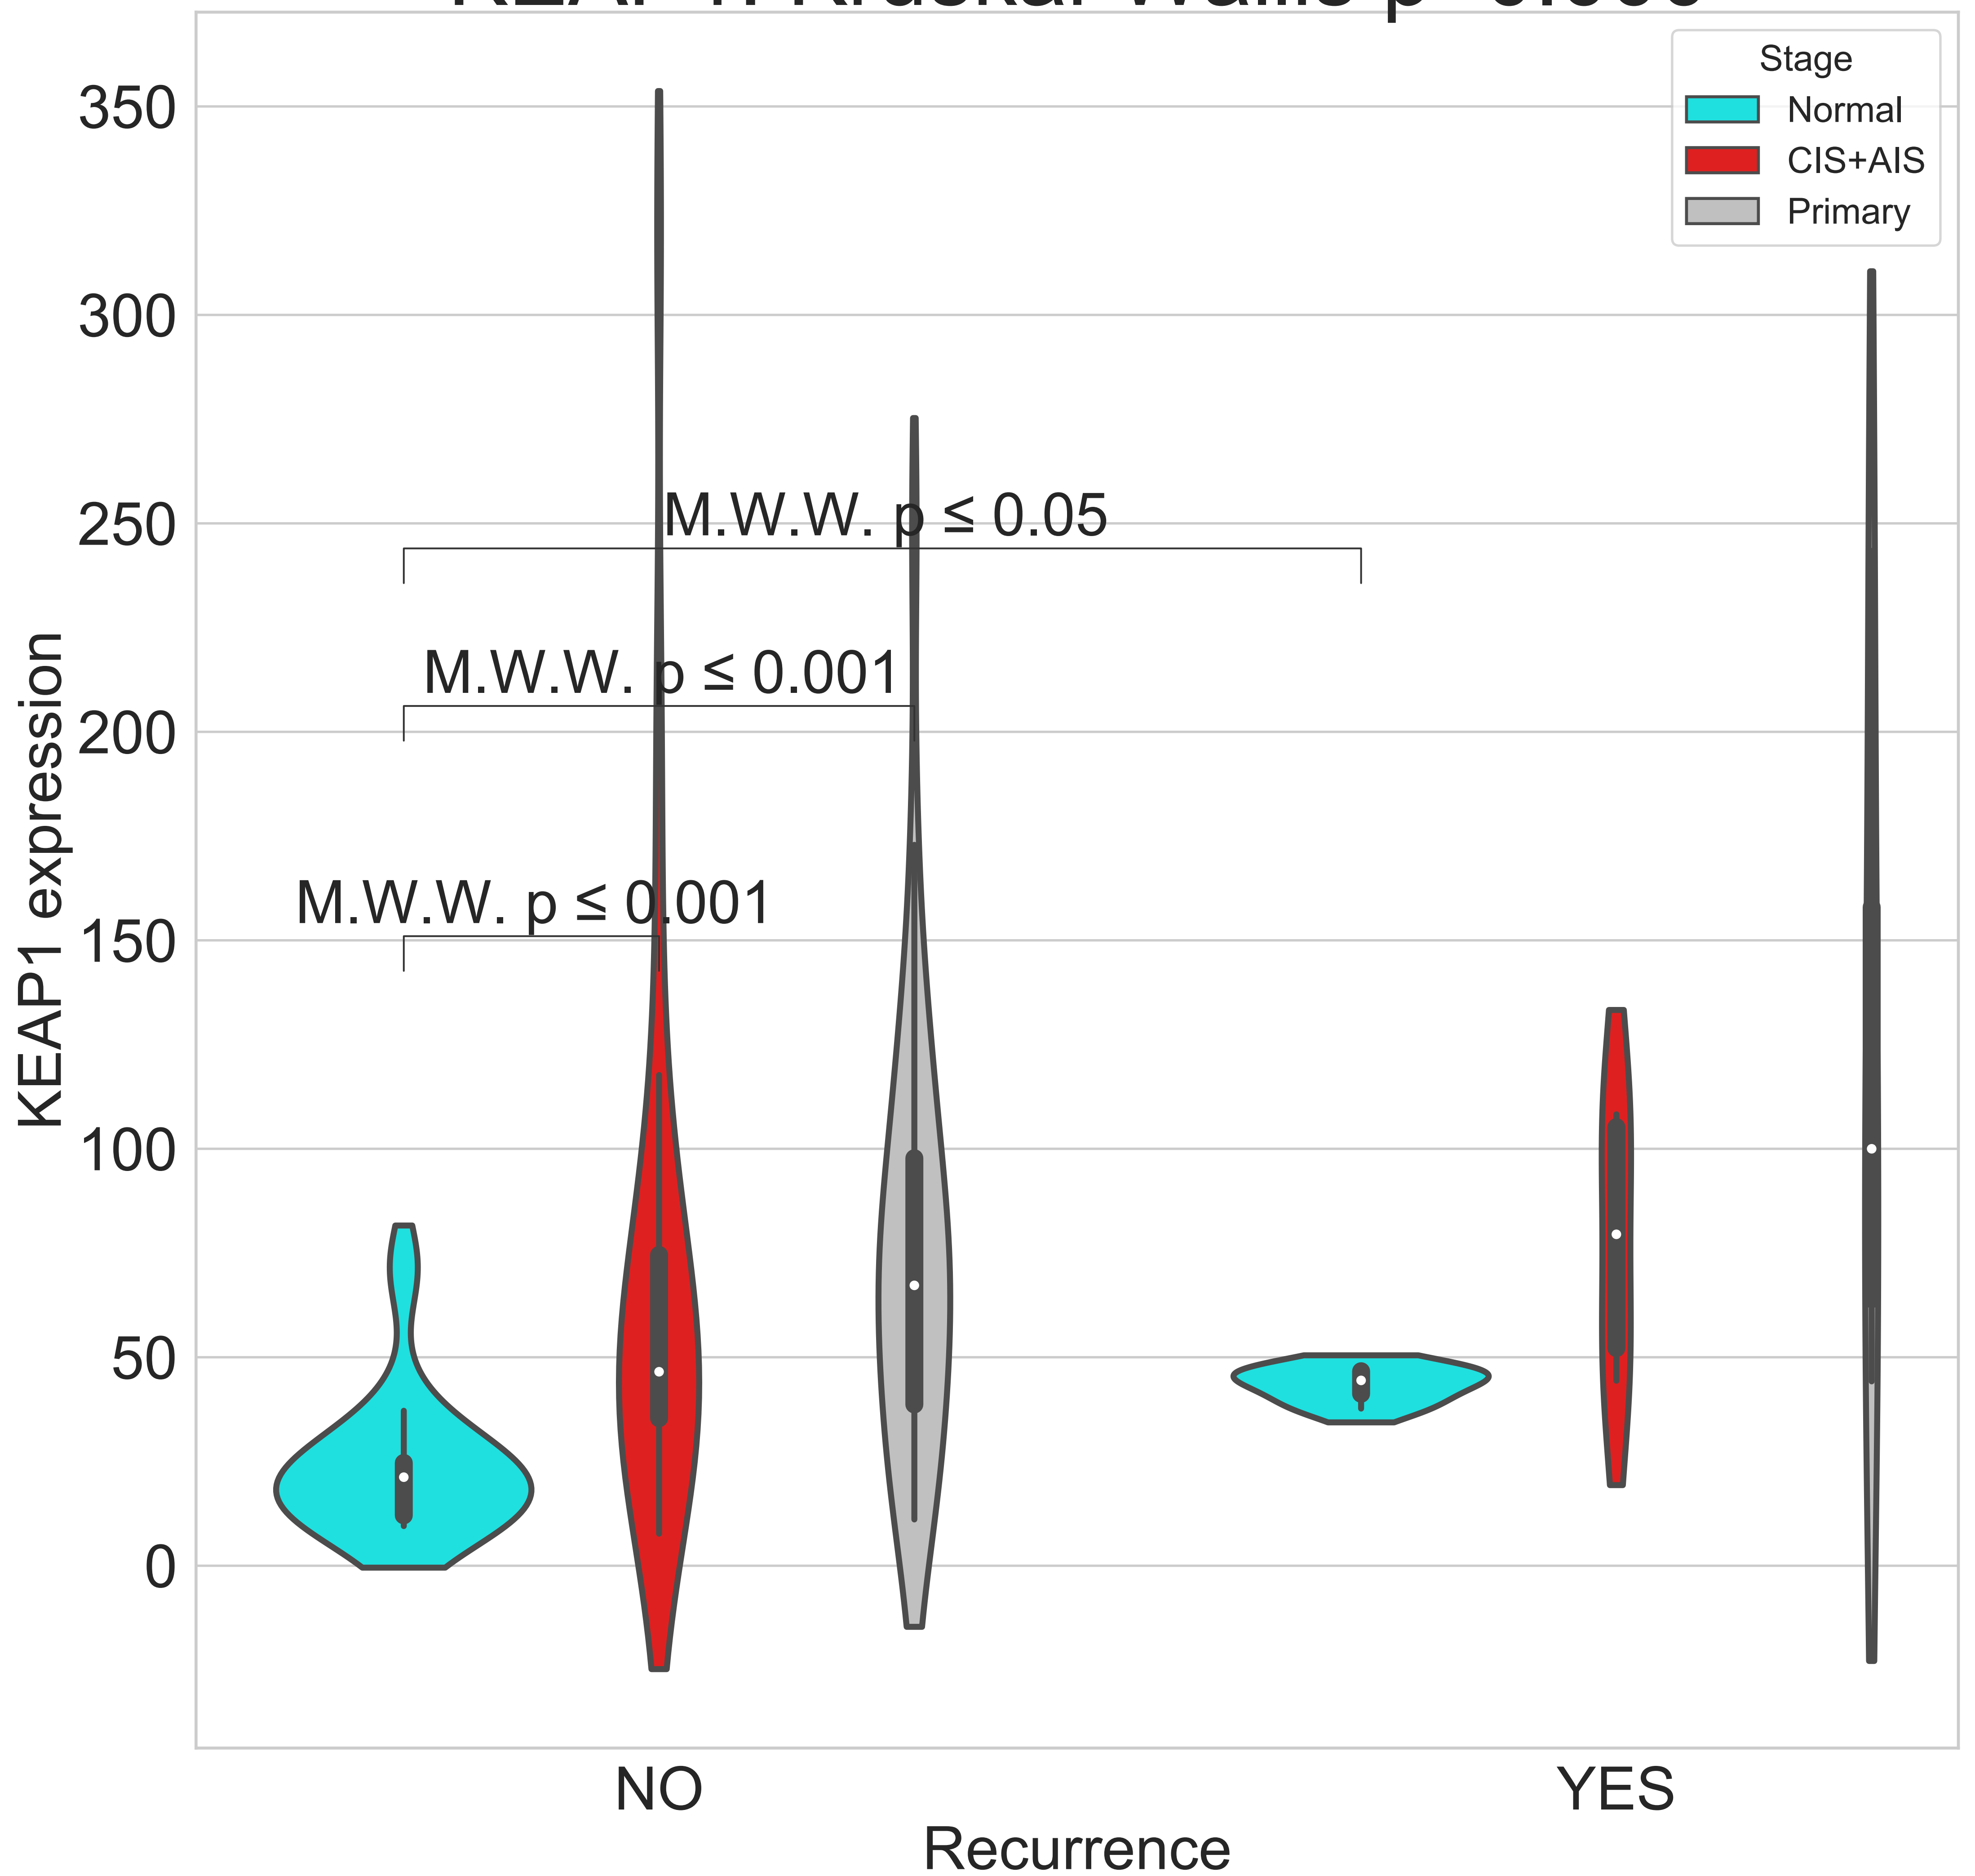 Stage
Normal
CIS+AIS
Primary
350
300
250
200
150
100
50
0
KEAP1 expression
M.W.W. p ≤ 0.05
M.W.W. p ≤ 0.001
M.W.W. p ≤ 0.001
NO
YES
Recurrence